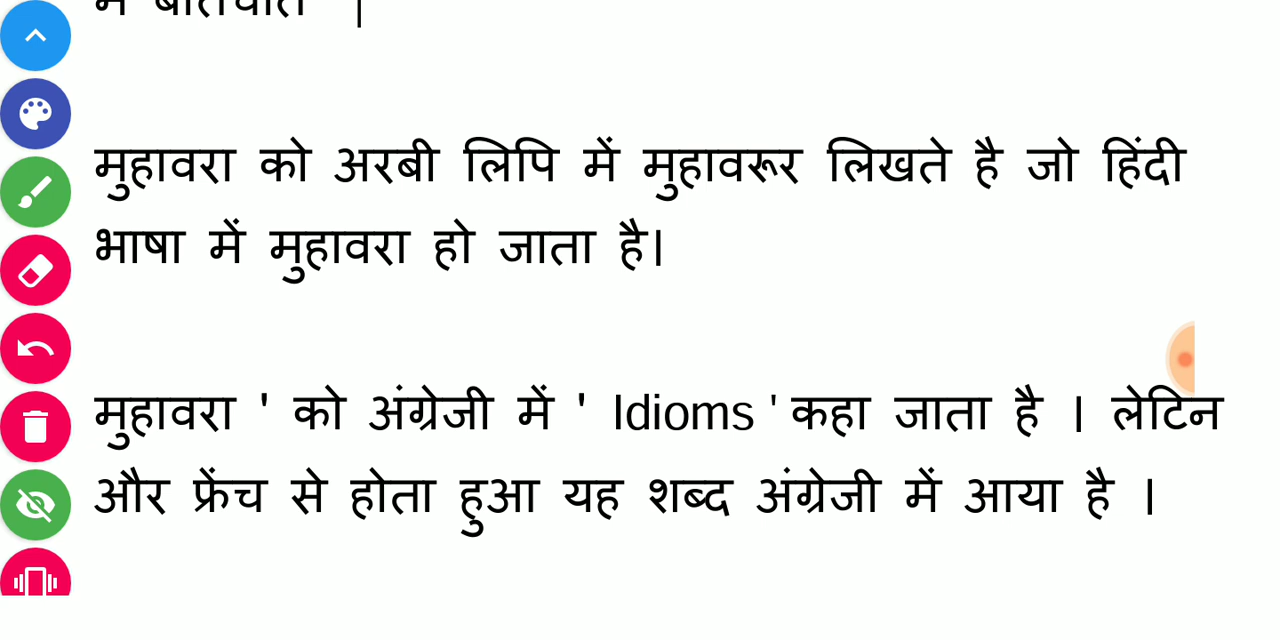 मुहावरा को अरबी लिपि में मुहावरूर लिखते है जो हिंदी
भाषा में मुहावरा हो जाता है।
मुहावरा ' को अंग्रेजी में ' Idioms ' कहा जाता है । लेटिन
और फ्रेंच से होता हुआ यह शब्द अंग्रेजी में आया है ।